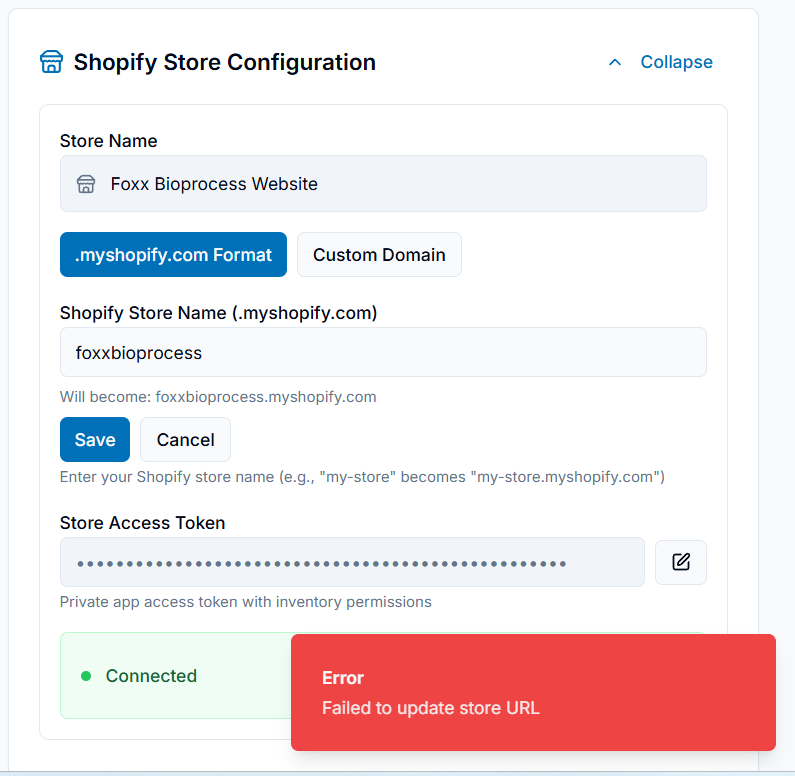 Shopify Store Configuration
Collapse
Store Name
Foxx Bioprocess Website
.myshopify.com Format
Custom Domain
Shopify Store Name (.myshopify.com)
foxxbioprocess
Will become: foxxbioprocess.myshopify.com
Save
Cancel
Enter your Shopify store name (e.g., "my-store" becomes "my-store.myshopify.com")
Store Access Token
••••••••••••••••••••••••••••••••••••••••••••••••••
Private app access token with inventory permissions
Connected
Error
Failed to update store URL